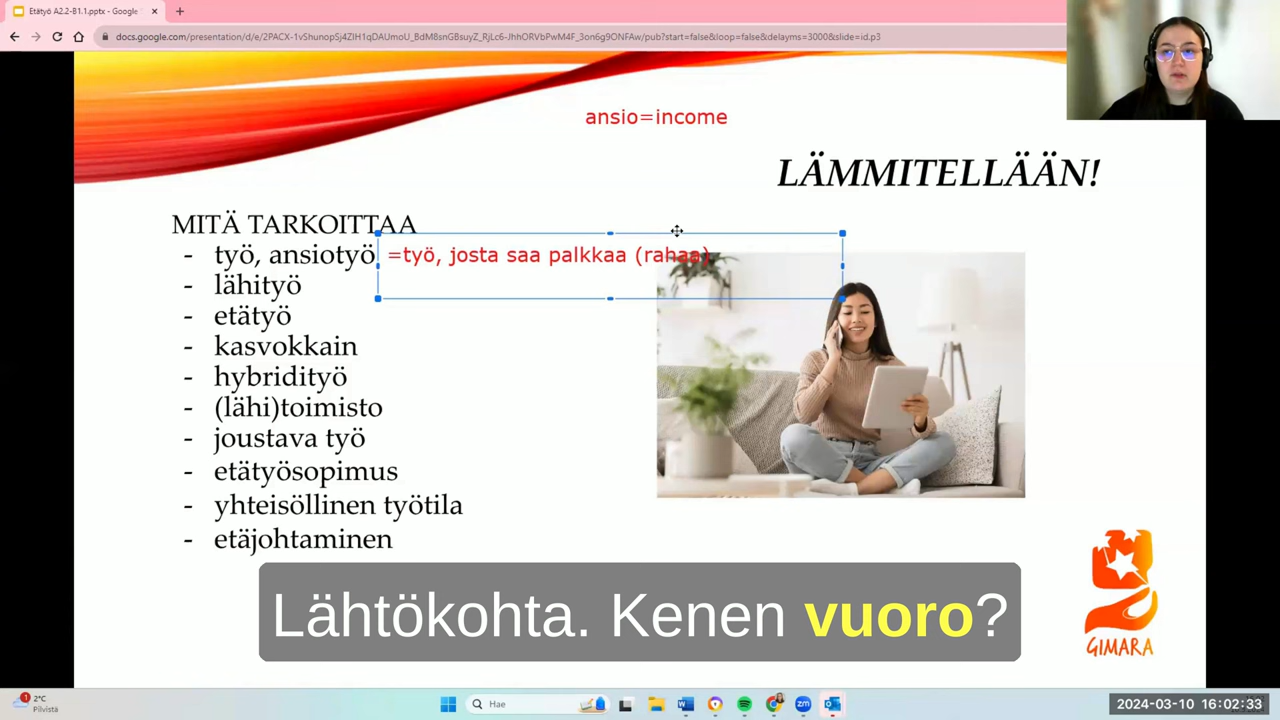 Etätyö A2.2-B1.1.pptx - Google
docs.google.com/presentation/d/e/2PACX-1vShunopSj4ZIH1qDAUmoU_BdM8snGBsuyZ_RjLc6-JhhORVbPwM4F_3on6g9ONFAw/pub?start=false&loop=false&delayms=3000&slide=id.p3
ansio=income
LÄMMITELLÄÄN!
MITÄ TARKOITTAA
- työ, ansiotyö =työ, josta saa palkkaa (rahaa)
- lähityö
- etätyö
- kasvokkain
- hybridityö
- (lähi)toimisto
- joustava työ
- etätyösopimus
- yhteisöllinen työtila
- etäjohtaminen
GIMARA
Lähtökohta. Kenen vuoro?
1
2°C
Pilvistä
Hae
zm
2024-03-10 16:02:33